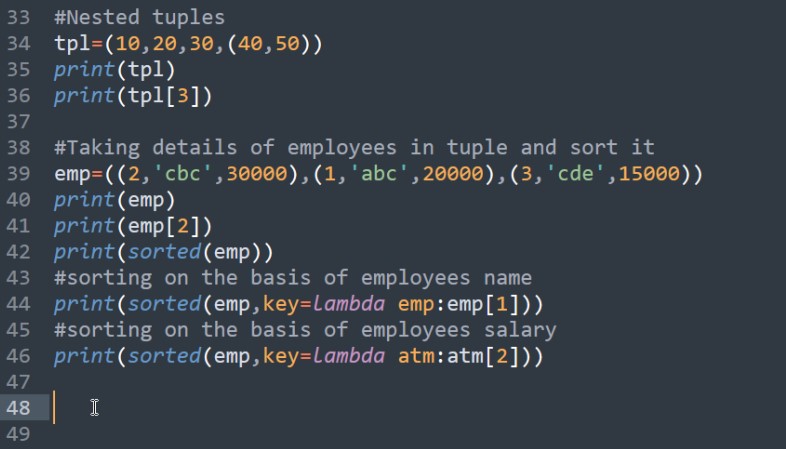 33 #Nested tuples
34 tpl=(10,20,30,(40,50))
35 print(tpl)
36 print(tpl[3])
37
38 #Taking details of employees in tuple and sort it
39 emp=((2,'cbc',30000),(1,'abc',20000),(3,'cde',15000))
40 print(emp)
41 print(emp[2])
42 print(sorted(emp))
43 #sorting on the basis of employees name
44 print(sorted(emp,key=lambda emp:emp[1]))
45 #sorting on the basis of employees salary
46 print(sorted(emp,key=lambda atm:atm[2]))
47
48
49